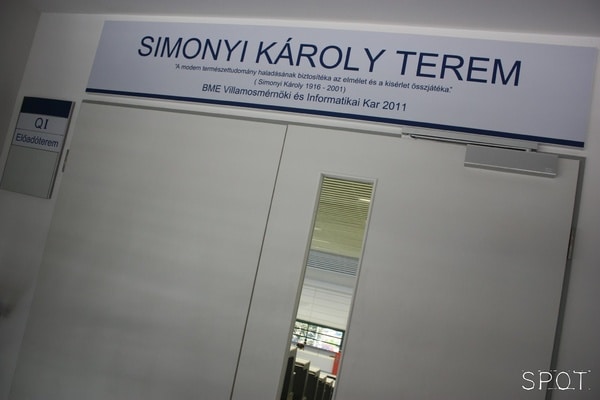 SIMONYI KÁROLY TEREM
"A modern természettudomány haladásának biztosítéka az elmélet és a kísérlet összjátéka."
( Simonyi Károly 1916 - 2001)
BME Villamosmérnöki és Informatikai Kar 2011
QI
Előadóterem
SPOT